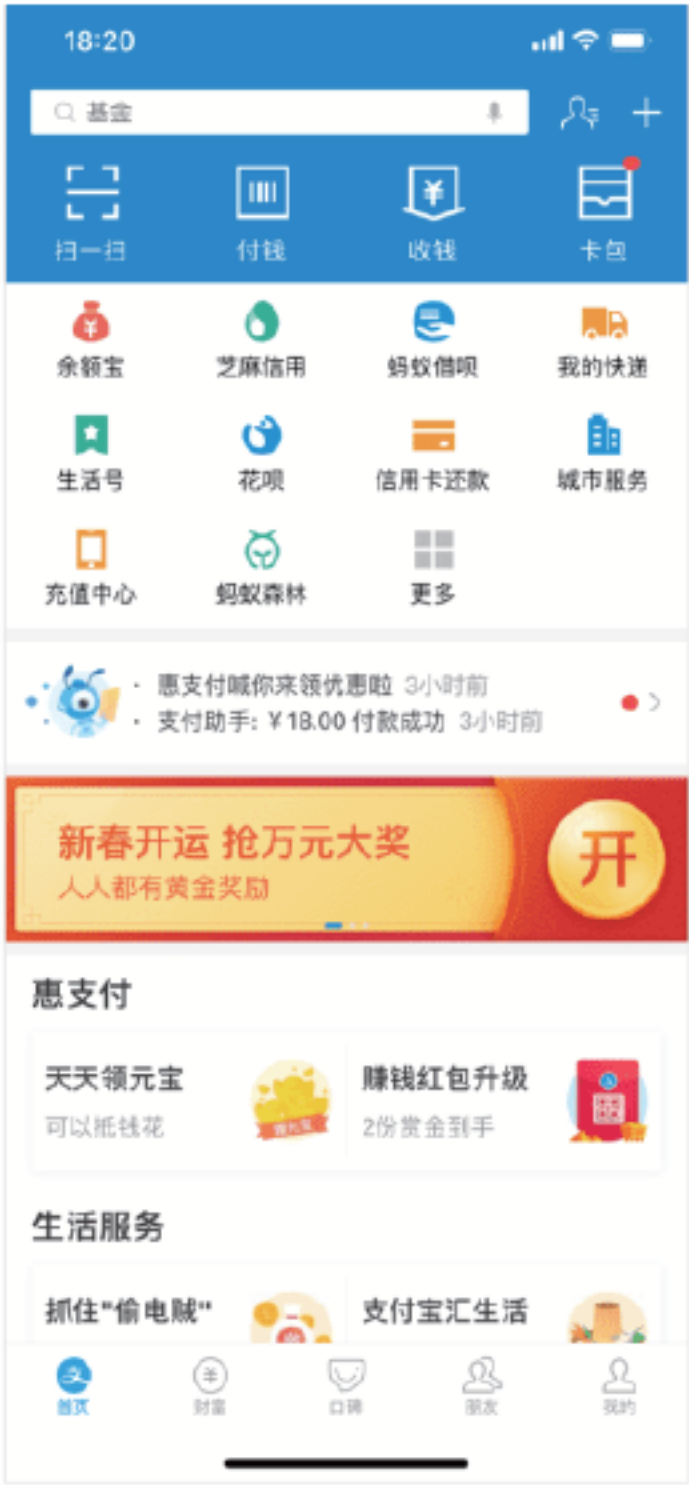 18:20
基金
扫一扫 付钱 收钱 卡包
余额宝 芝麻信用 蚂蚁借呗 我的快递
生活号 花呗 信用卡还款 城市服务
充值中心 蚂蚁森林 更多
· 惠支付喊你来领优惠啦 3小时前
· 支付助手: ¥18.00 付款成功 3小时前
新春开运 抢万元大奖
人人都有黄金奖励
开
惠支付
天天领元宝 赚钱红包升级
可以抵钱花 2份赏金到手
生活服务
抓住"偷电贼" 支付宝汇生活
首页 财富 口碑 朋友 我的